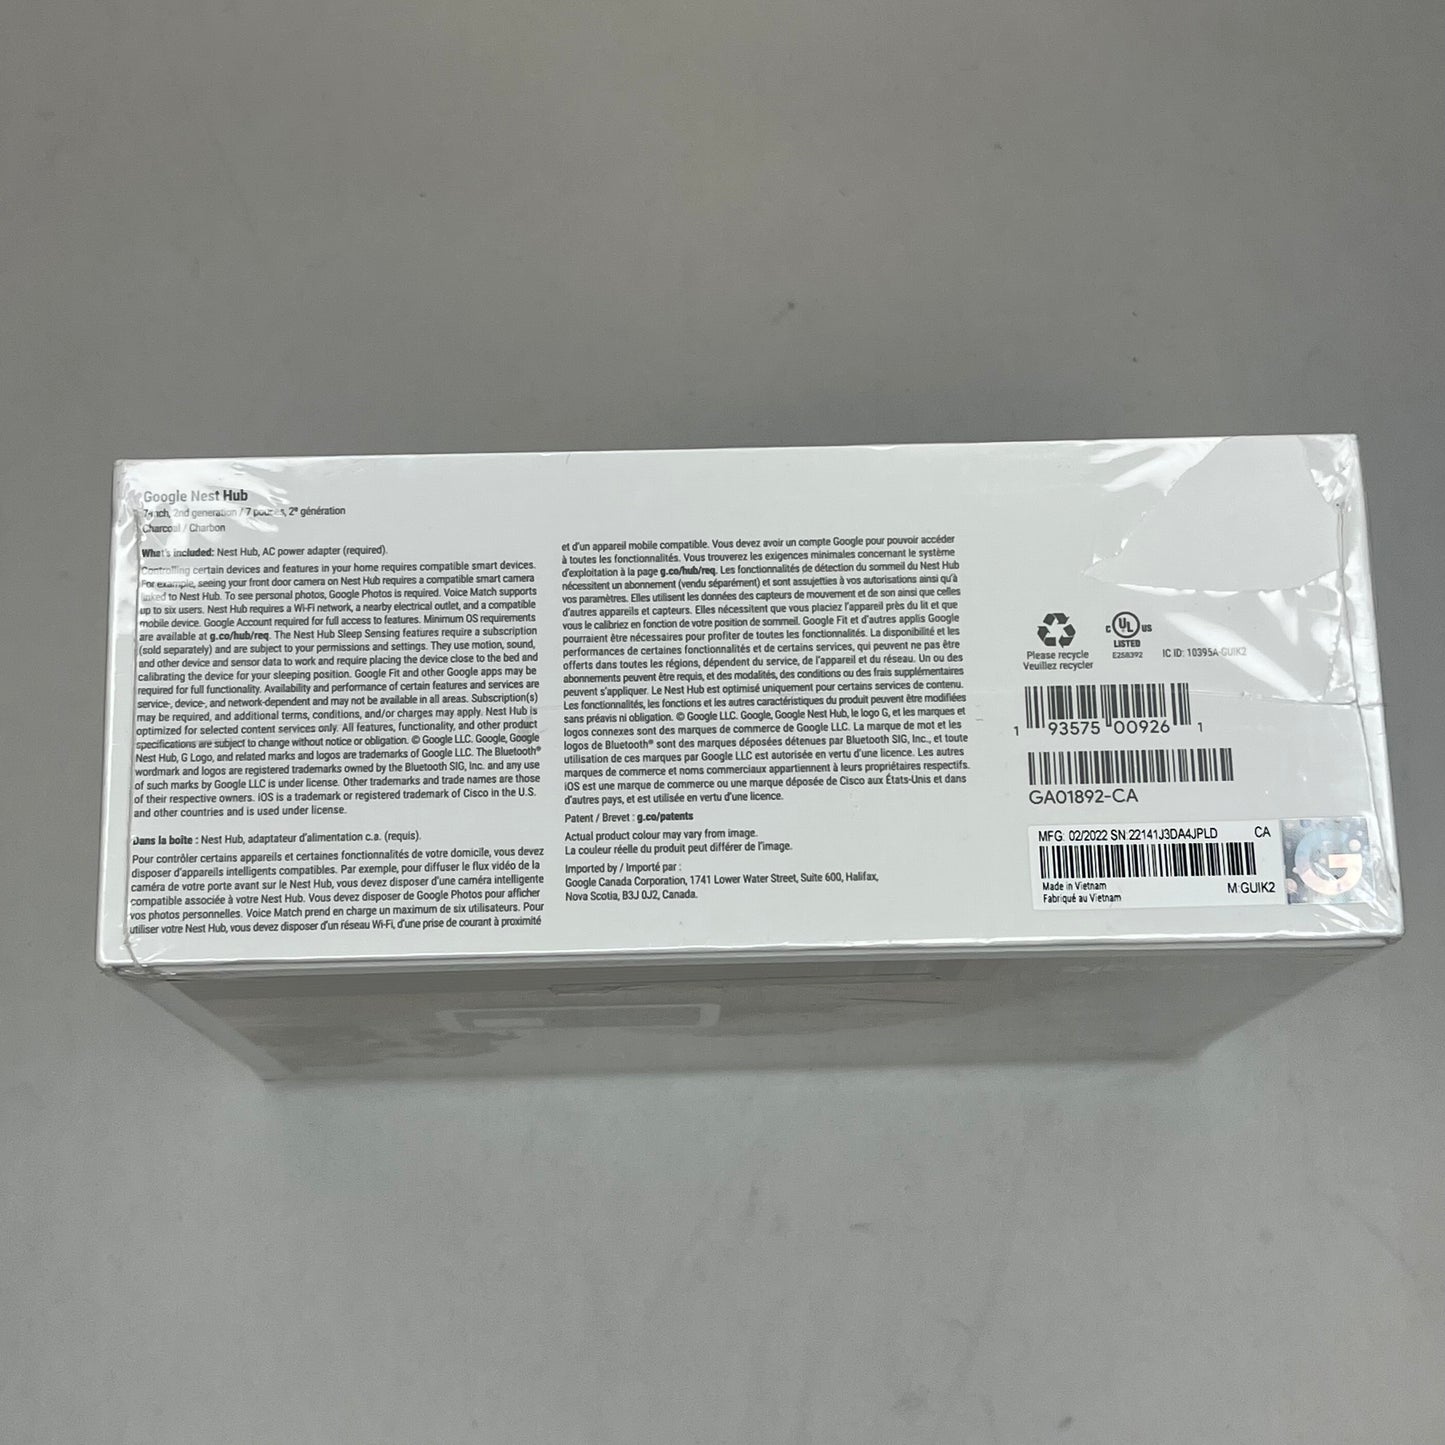 Google Nest Hub
7-inch, 2nd generation / 7 pouces, 2ᵉ génération
Charcoal / Charbon
What's included: Nest Hub, AC power adapter (required).
Controlling certain devices and features in your home requires compatible smart devices.
For example, seeing your front door camera on Nest Hub requires a compatible smart camera
linked to Nest Hub. To see personal photos, Google Photos is required. Voice Match supports
up to six users. Nest Hub requires a Wi-Fi network, a nearby electrical outlet, and a compatible
mobile device. Google Account required for full access to features. Minimum OS requirements
are available at g.co/hub/req. The Nest Hub Sleep Sensing features require a subscription
(sold separately) and are subject to your permissions and settings. They use motion, sound,
and other device and sensor data to work and require placing the device close to the bed and
calibrating the device for your sleeping position. Google Fit and other Google apps may be
required for full functionality. Availability and performance of certain features and services are
service-, device-, and network-dependent and may not be available in all areas. Subscription(s)
may be required, and additional terms, conditions, and/or charges may apply. Nest Hub is
optimized for selected content services only. All features, functionality, and other product
specifications are subject to change without notice or obligation. © Google LLC. Google, Google
Nest Hub, G Logo, and related marks and logos are trademarks of Google LLC. The Bluetooth®
wordmark and logos are registered trademarks owned by the Bluetooth SIG, Inc. and any use
of such marks by Google LLC is under license. Other trademarks and trade names are those
of their respective owners. IOS is a trademark or registered trademark of Cisco in the U.S.
and other countries and is used under license.
Dans la boîte : Nest Hub, adaptateur d'alimentation c.a. (requis).
Pour contrôler certains appareils et certaines fonctionnalités de votre domicile, vous devez
disposer d'appareils intelligents compatibles. Par exemple, pour diffuser le flux vidéo de la
caméra de votre porte avant sur le Nest Hub, vous devez disposer d'une caméra intelligente
compatible associée à votre Nest Hub. Vous devez disposer de Google Photos pour afficher
vos photos personnelles. Voice Match prend en charge un maximum de six utilisateurs. Pour
utiliser votre Nest Hub, vous devez disposer d'un réseau Wi-Fi, d'une prise de courant à proximité
et d'un appareil mobile compatible. Vous devez avoir un compte Google pour pouvoir accéder
à toutes les fonctionnalités. Vous trouverez les exigences minimales concernant le système
d'exploitation à la page g.co/hub/req. Les fonctionnalités de détection du sommeil du Nest Hub
nécessitent un abonnement (vendu séparément) et sont assujetties à vos autorisations ainsi qu'à
vos paramètres. Elles utilisent les données des capteurs de mouvement et de son ainsi que celles
d'autres appareils et capteurs. Elles nécessitent que vous placiez l'appareil près du lit et que
vous le calibriez en fonction de votre position de sommeil. Google Fit et d'autres applis Google
pourraient être nécessaires pour profiter de toutes les fonctionnalités. La disponibilité et les
performances de certaines fonctionnalités et de certains services, qui peuvent ne pas être
offerts dans toutes les régions, dépendent du service, de l'appareil et du réseau. Un ou des
abonnements peuvent être requis, et des modalités, des conditions ou des frais supplémentaires
peuvent s'appliquer. Le Nest Hub est optimisé uniquement pour certains services de contenu.
Les fonctionnalités, les fonctions et les autres caractéristiques du produit peuvent être modifiées
sans préavis ni obligation. © Google LLC. Google, Google Nest Hub, le logo G, et les marques et
logos connexes sont des marques de commerce de Google LLC. La marque de mot et les
logos de Bluetooth® sont des marques déposées détenues par Bluetooth SIG, Inc., et toute
utilisation de ces marques par Google LLC est autorisée en vertu d'une licence. Les autres
marques de commerce et noms commerciaux appartiennent à leurs propriétaires respectifs.
iOS est une marque de commerce ou une marque déposée de Cisco aux États-Unis et dans
d'autres pays, et est utilisée en vertu d'une licence.
Patent / Brevet : g.co/patents
Actual product colour may vary from image.
La couleur réelle du produit peut différer de l'image.
Imported by / Importé par :
Google Canada Corporation, 1741 Lower Water Street, Suite 600, Halifax,
Nova Scotia, B3J 0J2, Canada.
Please recycle
Veuillez recycler
C UL US
LISTED
E258392
IC ID: 10395A-GUIK2
1 93575 00926 1
GA01892-CA
MFG: 02/2022 SN:22141J3DA4JPLD CA
Made in Vietnam
Fabriqué au Vietnam
M:GUIK2
G